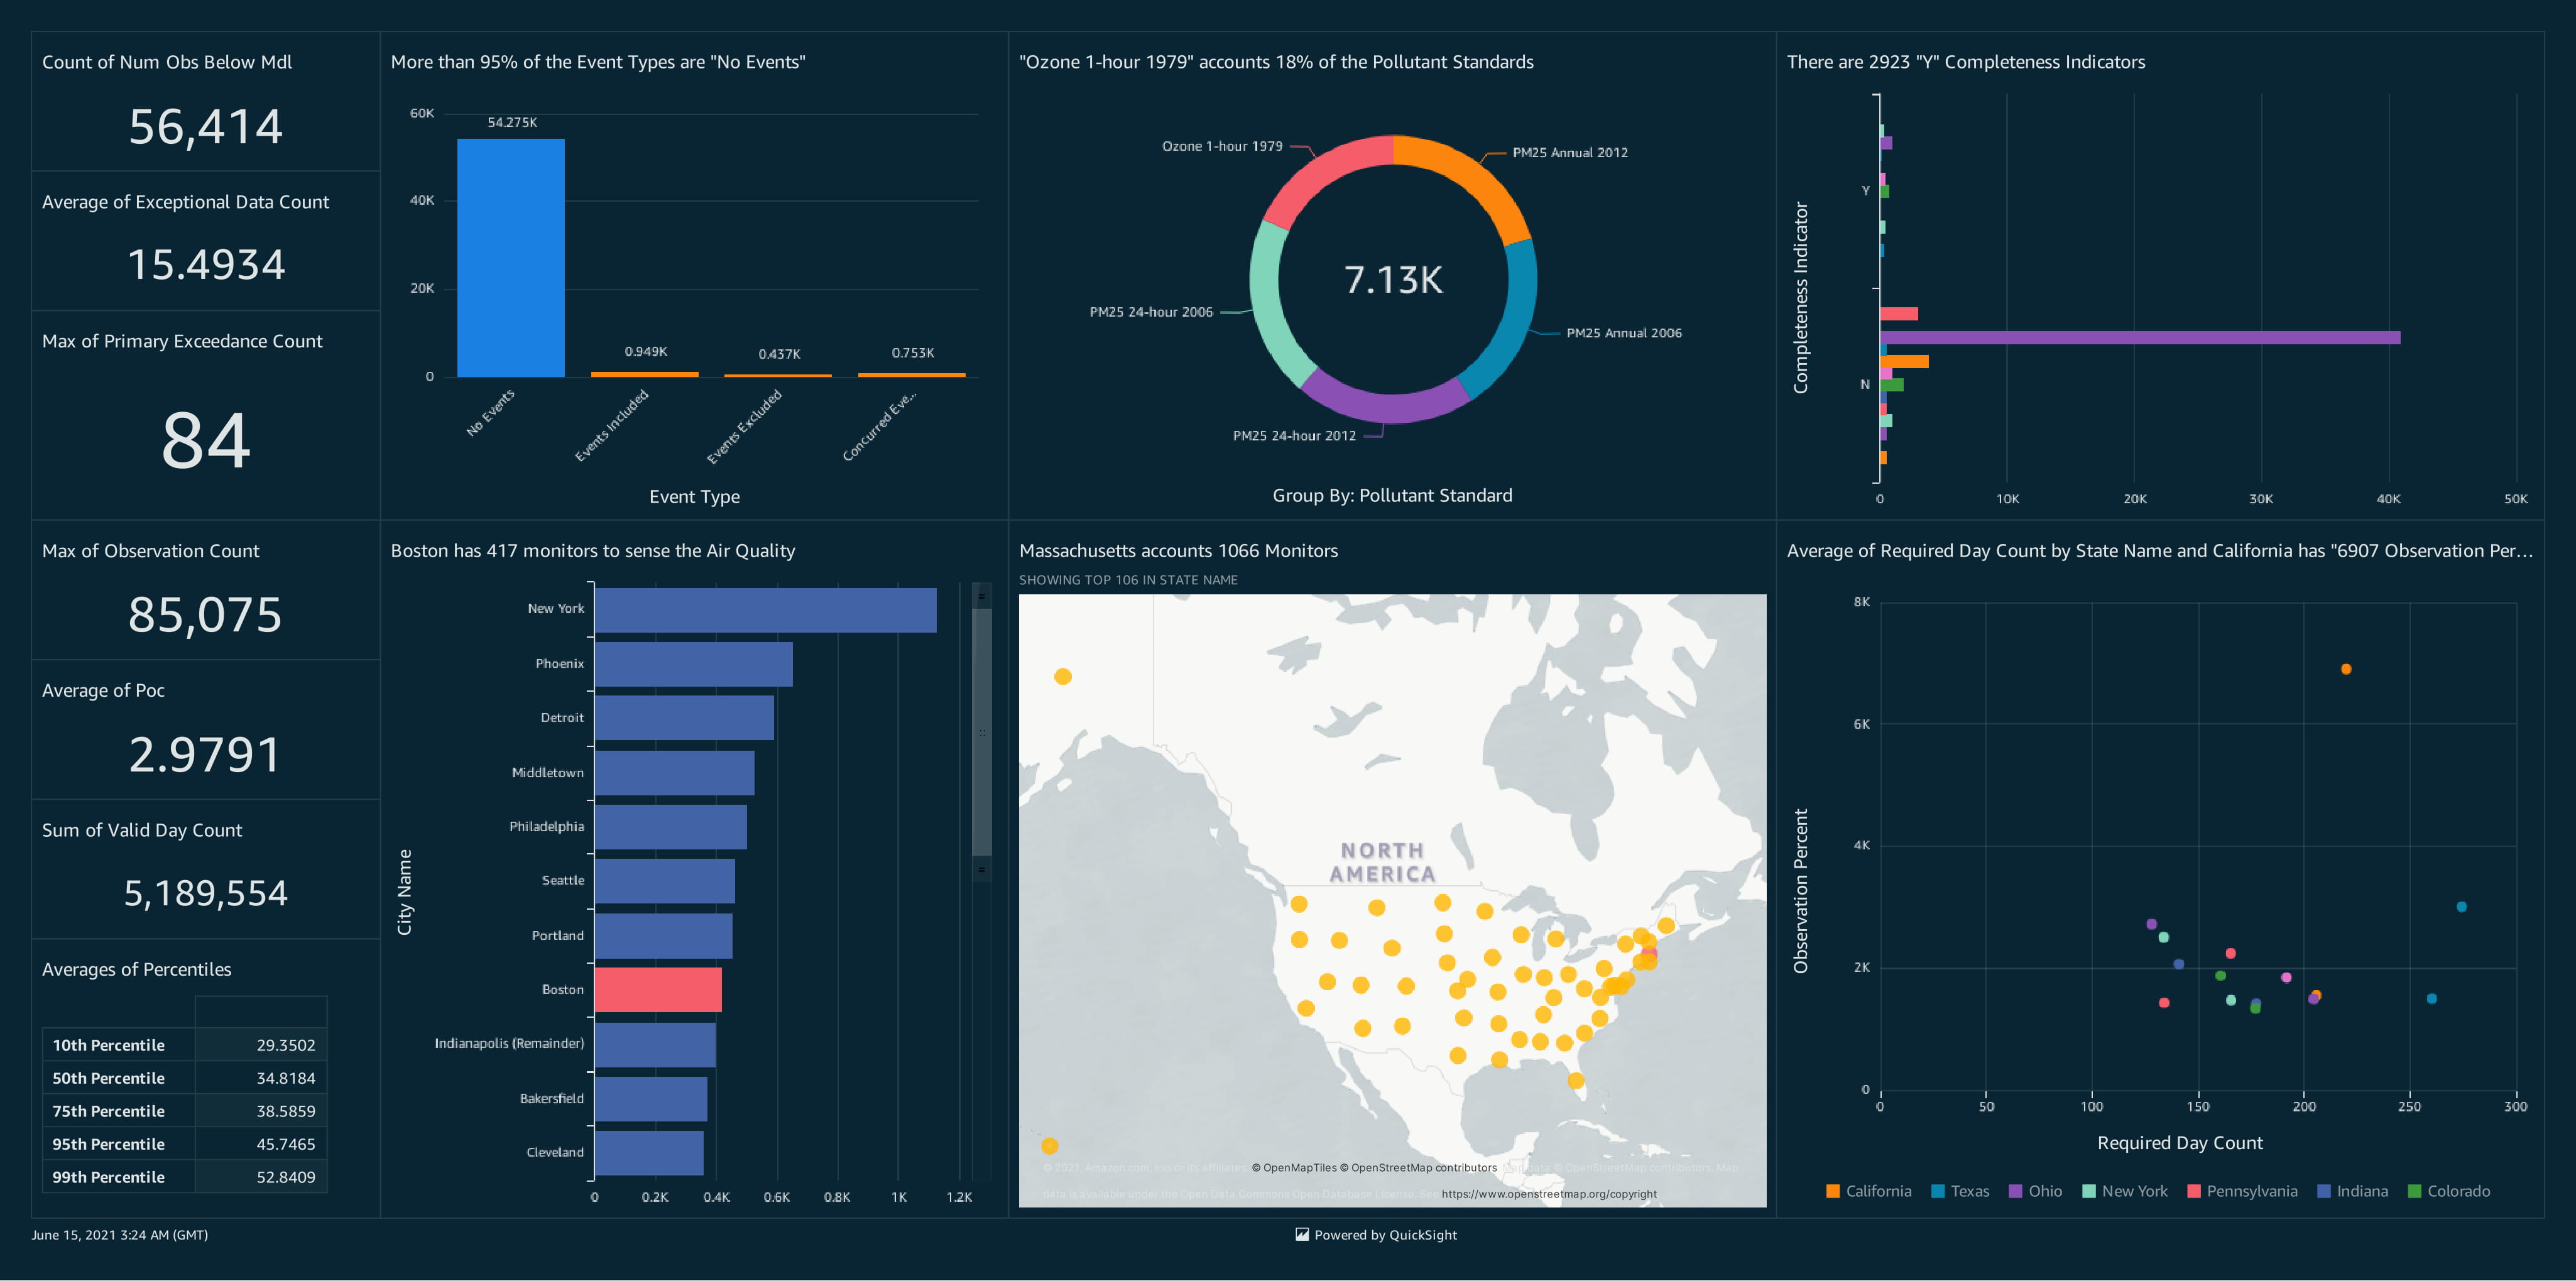 Count of Num Obs Below Mdl
56,414
Average of Exceptional Data Count
15.4934
Max of Primary Exceedance Count
84
More than 95% of the Event Types are "No Events"
60K
40K
20K
0
54.275K
0.949K
0.437K
0.753K
No Events
Events Included
Events Excluded
Concurred Eve...
Event Type
"Ozone 1-hour 1979" accounts 18% of the Pollutant Standards
Ozone 1-hour 1979
PM25 Annual 2012
7.13K
PM25 24-hour 2006
PM25 Annual 2006
PM25 24-hour 2012
Group By: Pollutant Standard
There are 2923 "Y" Completeness Indicators
Completeness Indicator
Y
N
0 10K 20K 30K 40K 50K
Max of Observation Count
85,075
Average of Poc
2.9791
Sum of Valid Day Count
5,189,554
Averages of Percentiles
10th Percentile 29.3502
50th Percentile 34.8184
75th Percentile 38.5859
95th Percentile 45.7465
99th Percentile 52.8409
Boston has 417 monitors to sense the Air Quality
City Name
New York
Phoenix
Detroit
Middletown
Philadelphia
Seattle
Portland
Boston
Indianapolis (Remainder)
Bakersfield
Cleveland
0 0.2K 0.4K 0.6K 0.8K 1K 1.2K
Massachusetts accounts 1066 Monitors
SHOWING TOP 106 IN STATE NAME
NORTH
AMERICA
© 2021, Amazon.com, Inc. or its affiliates. © OpenMapTiles © OpenStreetMap contributors Map data © OpenStreetMap contributors. Map
data is available under the Open Data Commons Open Database License. See https://www.openstreetmap.org/copyright
Average of Required Day Count by State Name and California has "6907 Observation Per...
Observation Percent
8K
6K
4K
2K
0
0 50 100 150 200 250 300
Required Day Count
California Texas Ohio New York Pennsylvania Indiana Colorado
June 15, 2021 3:24 AM (GMT)
Powered by QuickSight